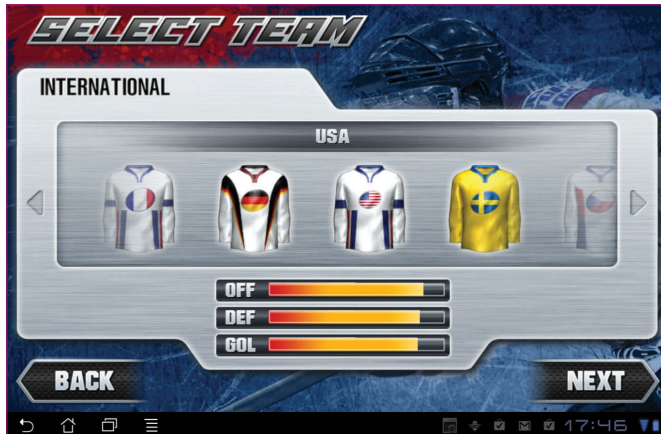 SELECT TEAM
INTERNATIONAL
USA
OFF
DEF
GOL
BACK
NEXT
17:46